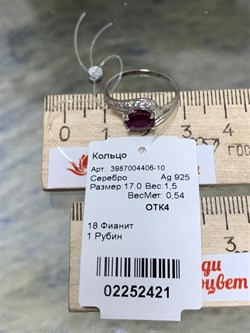 Кольцо
Арт.: 3987004406-10
Серебро Ag 925
Размер:17.0 Вес:1,5
ВесМет: 0,54
ОТК4
18 Фианит
1 Рубин
02252421